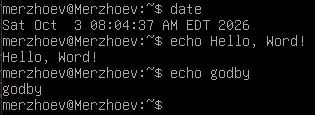 merzhoev@Merzhoev:~$ date
Sat Oct  3 08:04:37 AM EDT 2026
merzhoev@Merzhoev:~$ echo Hello, Word!
Hello, Word!
merzhoev@Merzhoev:~$ echo godby
godby
merzhoev@Merzhoev:~$